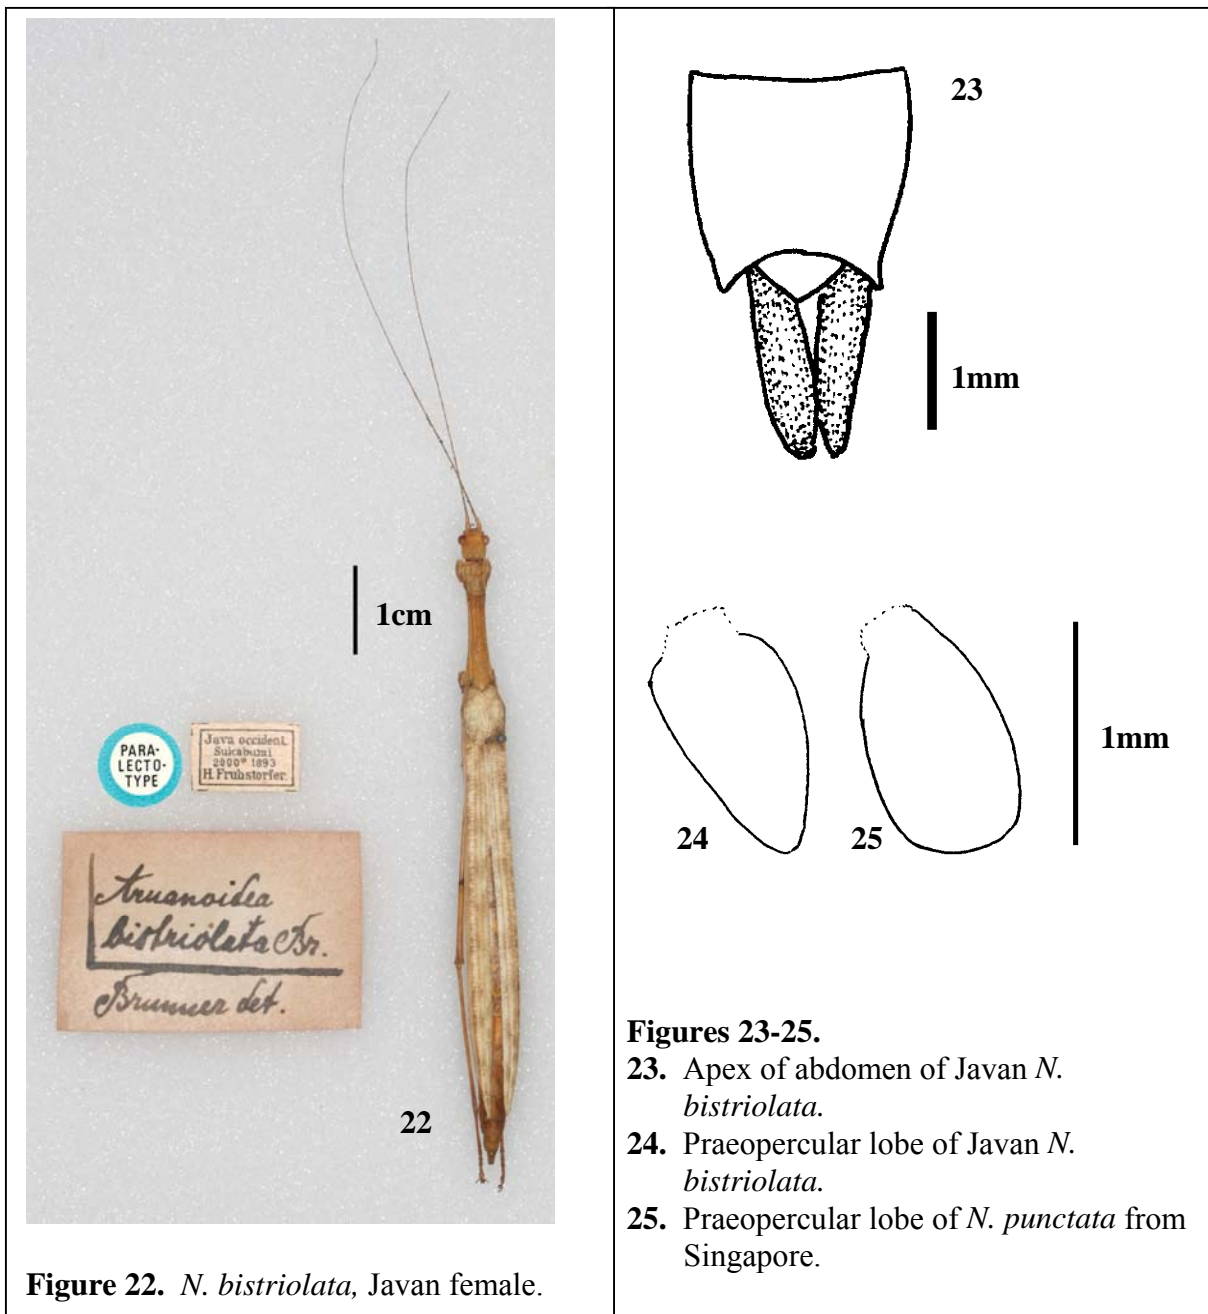 1cm
PARA-
LECTO-
TYPE
Java occident.
Sukabumi
2000' 1893
H. Fruhstorfer.
Aruanoidea
bistriolata Br.
Brunner det.
22
Figure 22. N. bistriolata, Javan female.
23
1mm
24
25
1mm
Figures 23-25.
23. Apex of abdomen of Javan N.
bistriolata.
24. Praeopercular lobe of Javan N.
bistriolata.
25. Praeopercular lobe of N. punctata from
Singapore.